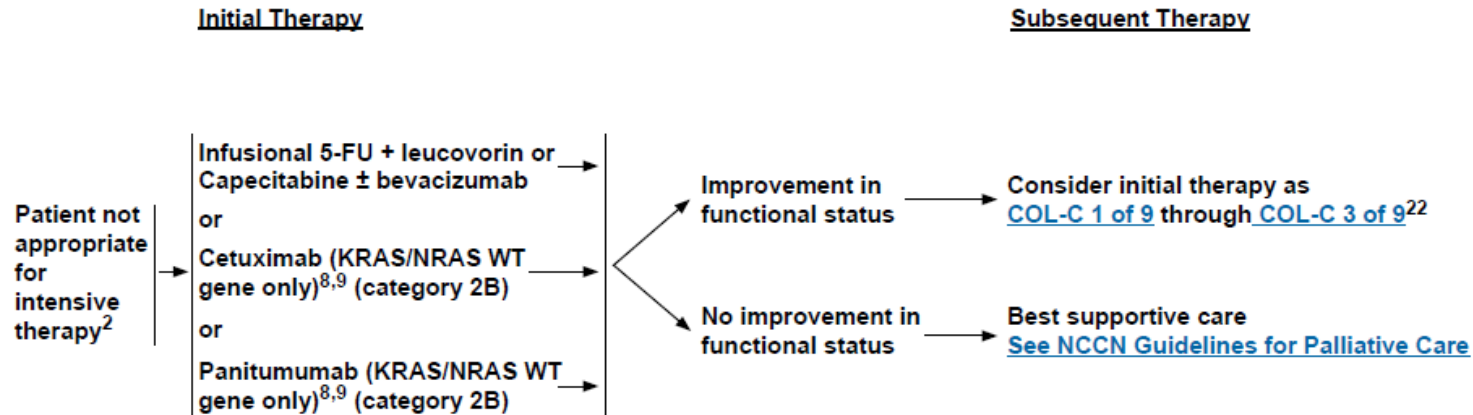 Initial Therapy
Subsequent Therapy
Patient not
appropriate
for
intensive
therapy2
Infusional 5-FU + leucovorin or
Capecitabine ± bevacizumab
or
Cetuximab (KRAS/NRAS WT
gene only)8,9 (category 2B)
or
Panitumumab (KRAS/NRAS WT
gene only)8,9 (category 2B)
Improvement in
functional status
Consider initial therapy as
COL-C 1 of 9 through COL-C 3 of 922
No improvement in
functional status
Best supportive care
See NCCN Guidelines for Palliative Care